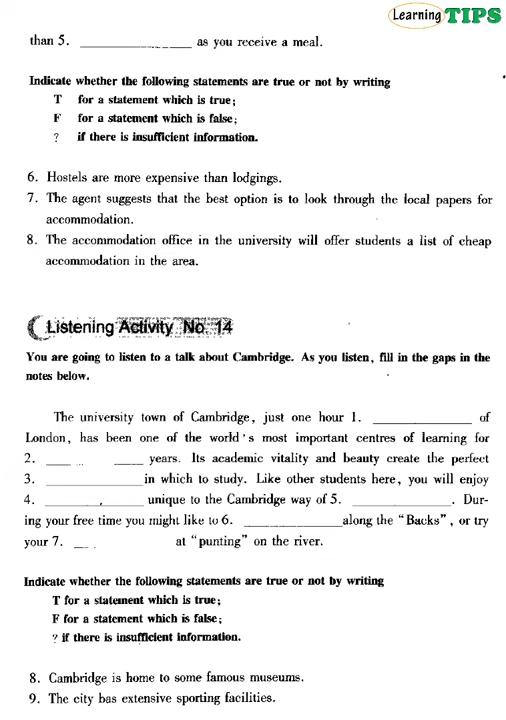 Learning TIPS
than 5. ________________ as you receive a meal.
Indicate whether the following statements are true or not by writing
T for a statement which is true;
F for a statement which is false;
? if there is insufficient information.
6. Hostels are more expensive than lodgings.
7. The agent suggests that the best option is to look through the local papers for
accommodation.
8. The accommodation office in the university will offer students a list of cheap
accommodation in the area.
Listening Activity No. 14
You are going to listen to a talk about Cambridge. As you listen, fill in the gaps in the
notes below.
The university town of Cambridge, just one hour 1. ______________ of
London, has been one of the world's most important centres of learning for
2. ______________ years. Its academic vitality and beauty create the perfect
3. ______________ in which to study. Like other students here, you will enjoy
4. ______________ unique to the Cambridge way of 5. ______________. Dur-
ing your free time you might like to 6. ______________ along the "Backs", or try
your 7. ______________ at "punting" on the river.
Indicate whether the following statements are true or not by writing
T for a statement which is true;
F for a statement which is false;
? if there is insufficient information.
8. Cambridge is home to some famous museums.
9. The city has extensive sporting facilities.